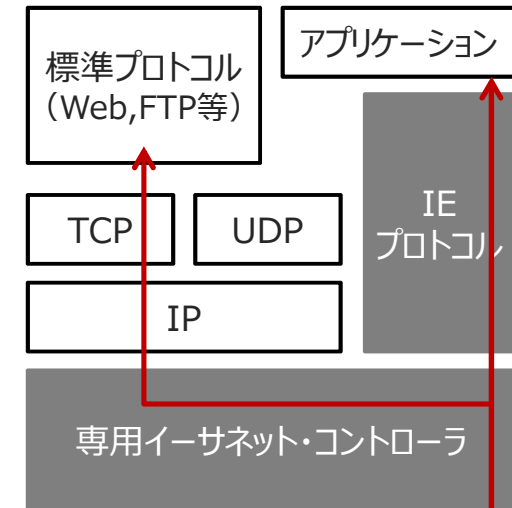 標準プロトコル
（Web,FTP等）
アプリケーション
TCP
UDP
IE
プロトコル
IP
専用イーサネット・コントローラ